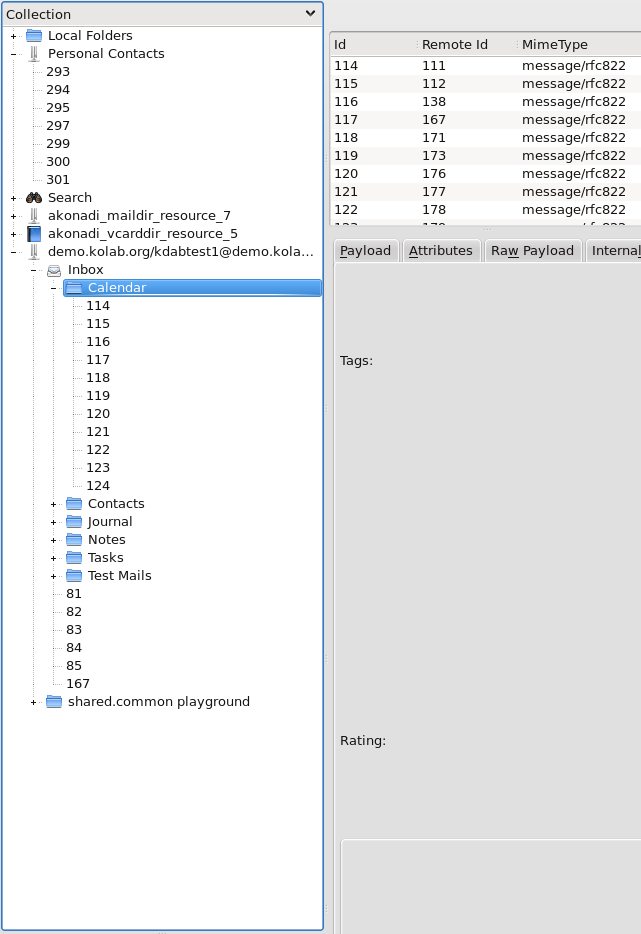 Collection
Local Folders
Personal Contacts
293
294
295
297
299
300
301
Search
akonadi_maildir_resource_7
akonadi_vcarddir_resource_5
demo.kolab.org/kdabtest1@demo.kola...
Inbox
Calendar
114
115
116
117
118
119
120
121
122
123
124
Contacts
Journal
Notes
Tasks
Test Mails
81
82
83
84
85
167
shared.common playground
Id Remote Id MimeType
114 111 message/rfc822
115 112 message/rfc822
116 138 message/rfc822
117 167 message/rfc822
118 171 message/rfc822
119 173 message/rfc822
120 176 message/rfc822
121 177 message/rfc822
122 178 message/rfc822
Payload Attributes Raw Payload Internal
Tags:
Rating: